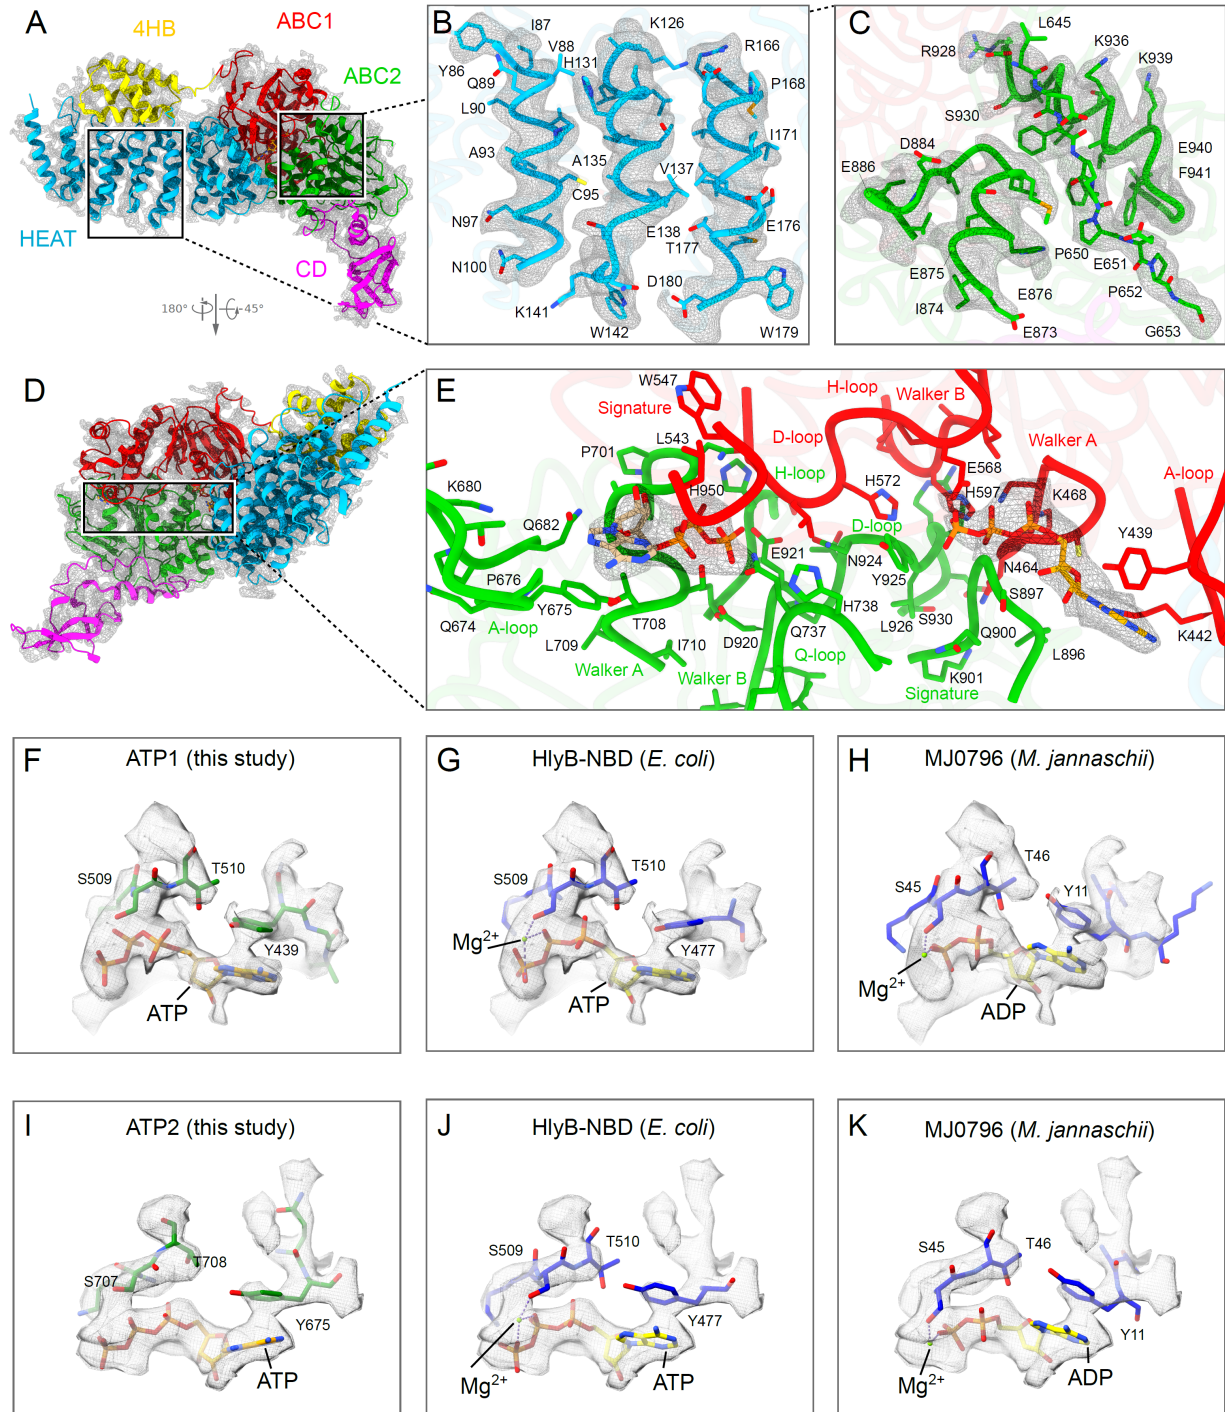 A
4HB
ABC1
ABC2
CD
HEAT
CD
180°
45°
B
I87
K126
V88
H131
R166
Y86
Q89
P168
L90
I171
A93
A135
V137
C95
N97
E138
E176
T177
N100
D180
K141
W142
W179
C
L645
R928
K936
K939
S930
D884
E940
E886
F941
P650
E651
E875
P652
I874
E876
E873
G653
D
E
W547
H-loop
Walker B
Signature
L543
D-loop
Walker A
P701
E568
A-loop
H-loop
K680
H950
H572
H597
K468
Q682
D-loop
Y439
E921
N924
N464
P676
Y925
S897
Y675
H738
Q674
A-loop
T708
L926
S930
K442
L709
I710
D920
Q737
Q900
L896
Walker A
Walker B
Q-loop
K901
Signature
F
ATP1 (this study)
S509
T510
Y439
ATP
G
HlyB-NBD (E. coli)
T510
S509
Mg2+
Y477
ATP
H
MJ0796 (M. jannaschii)
T46
S45
Y11
Mg2+
ADP
I
ATP2 (this study)
T708
S707
Y675
ATP
J
HlyB-NBD (E. coli)
S509
T510
Y477
Mg2+
ATP
K
MJ0796 (M. jannaschii)
S45
T46
Y11
Mg2+
ADP